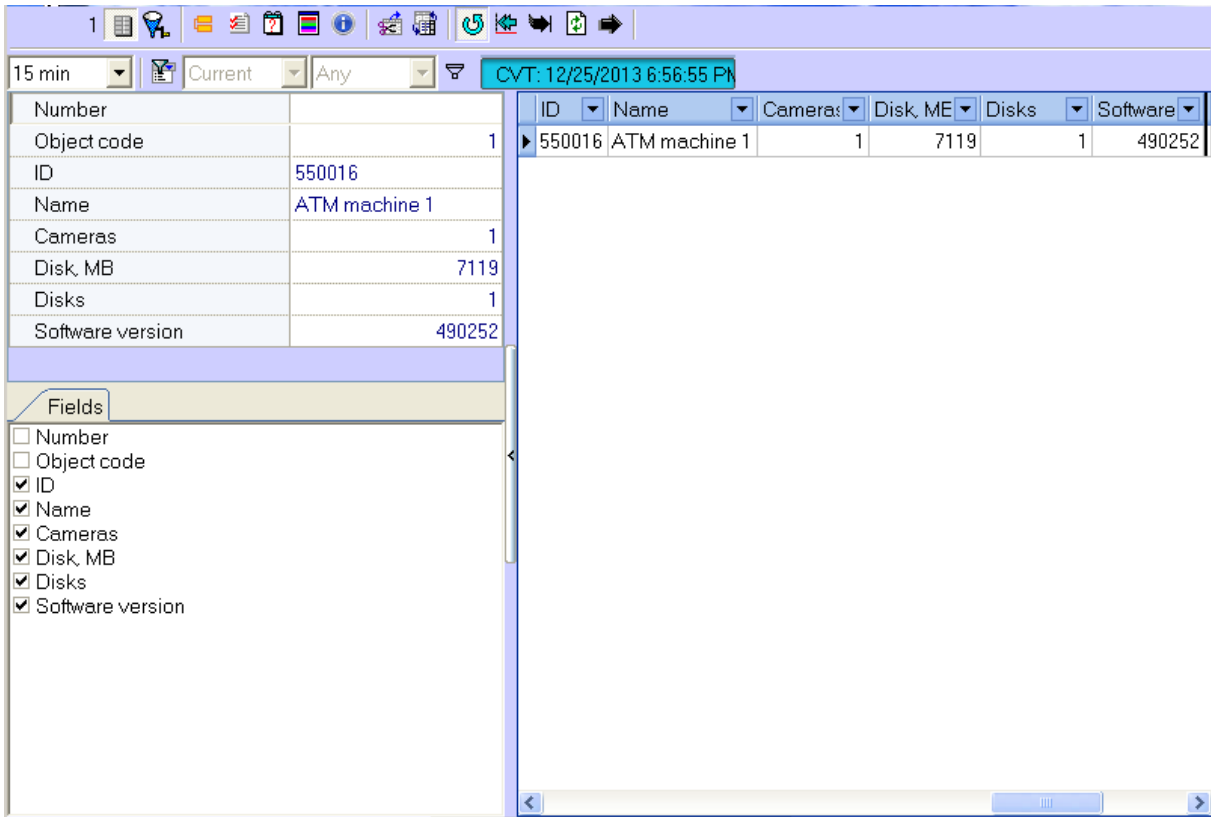 1
15 min Current Any CVT: 12/25/2013 6:56:55 PM
Number
Object code 1
ID 550016
Name ATM machine 1
Cameras 1
Disk, MB 7119
Disks 1
Software version 490252
Fields
Number
Object code
ID
Name
Cameras
Disk, MB
Disks
Software version
ID Name Cameras Disk, ME Disks Software
550016 ATM machine 1 1 7119 1 490252